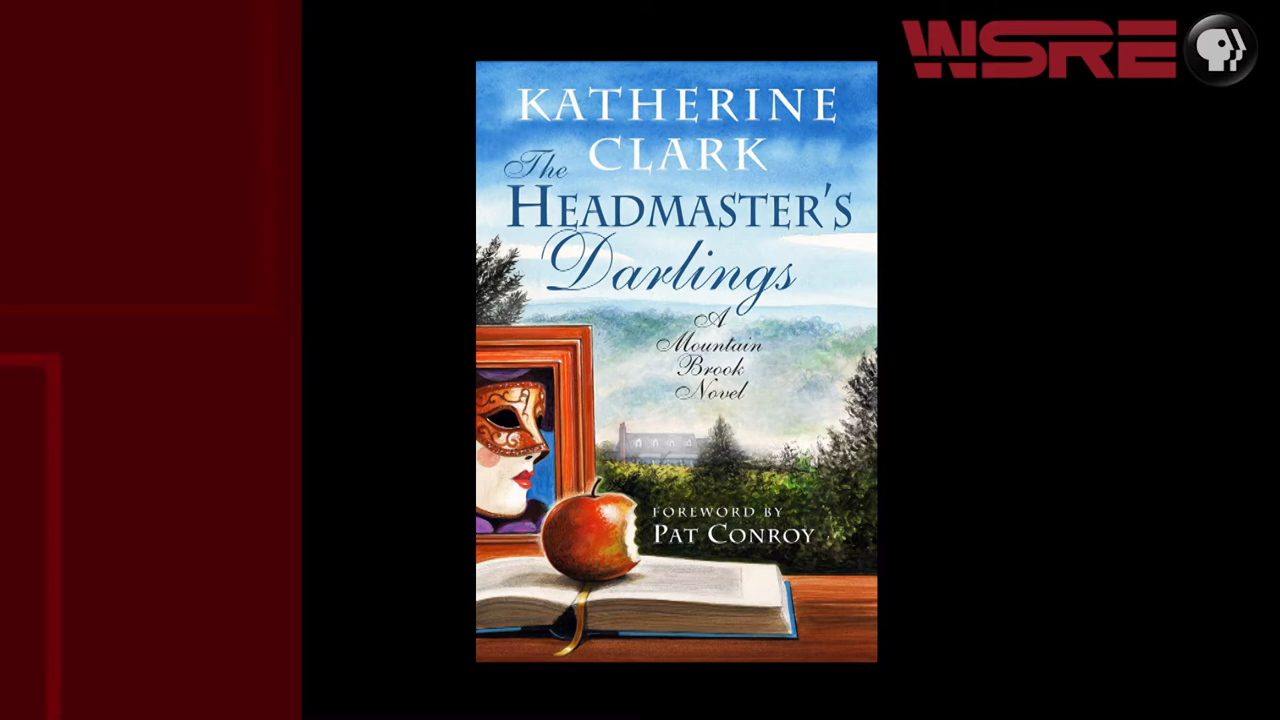 WSRE
KATHERINE
CLARK
The
HEADMASTER'S
Darlings
A
Mountain
Brook
Novel
FOREWORD BY
PAT CONROY